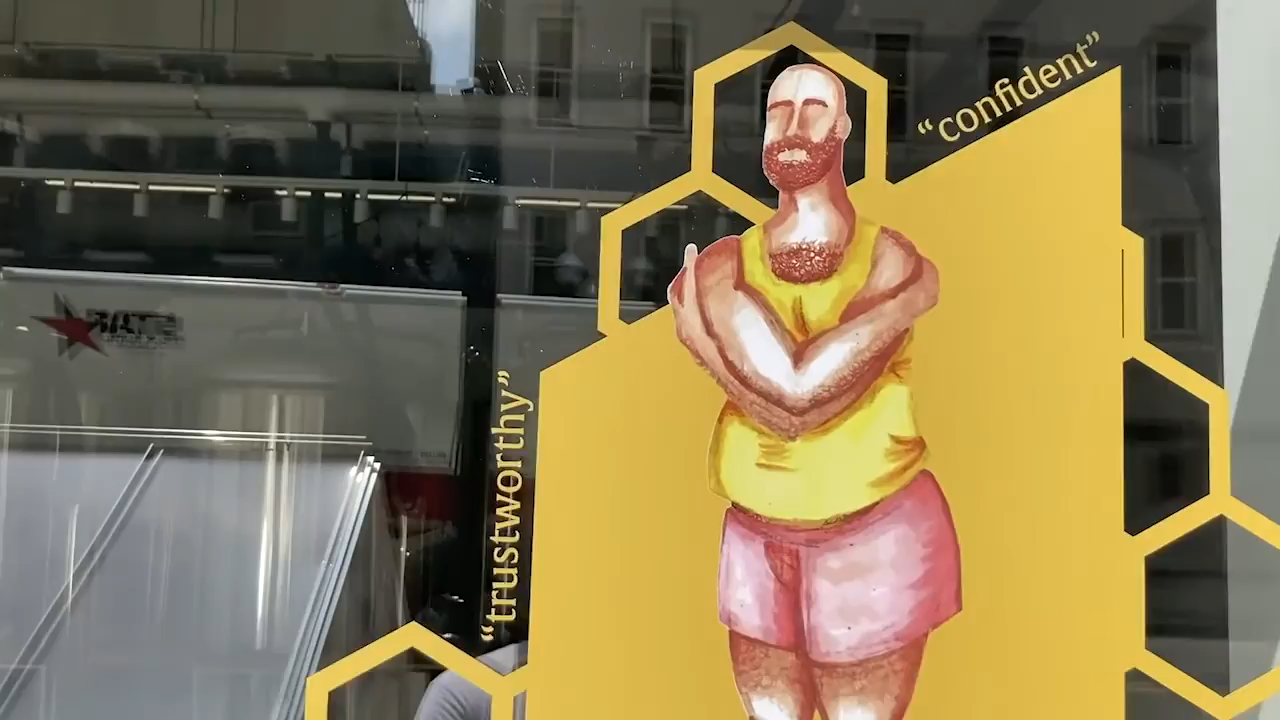 “confident”
“trustworthy”